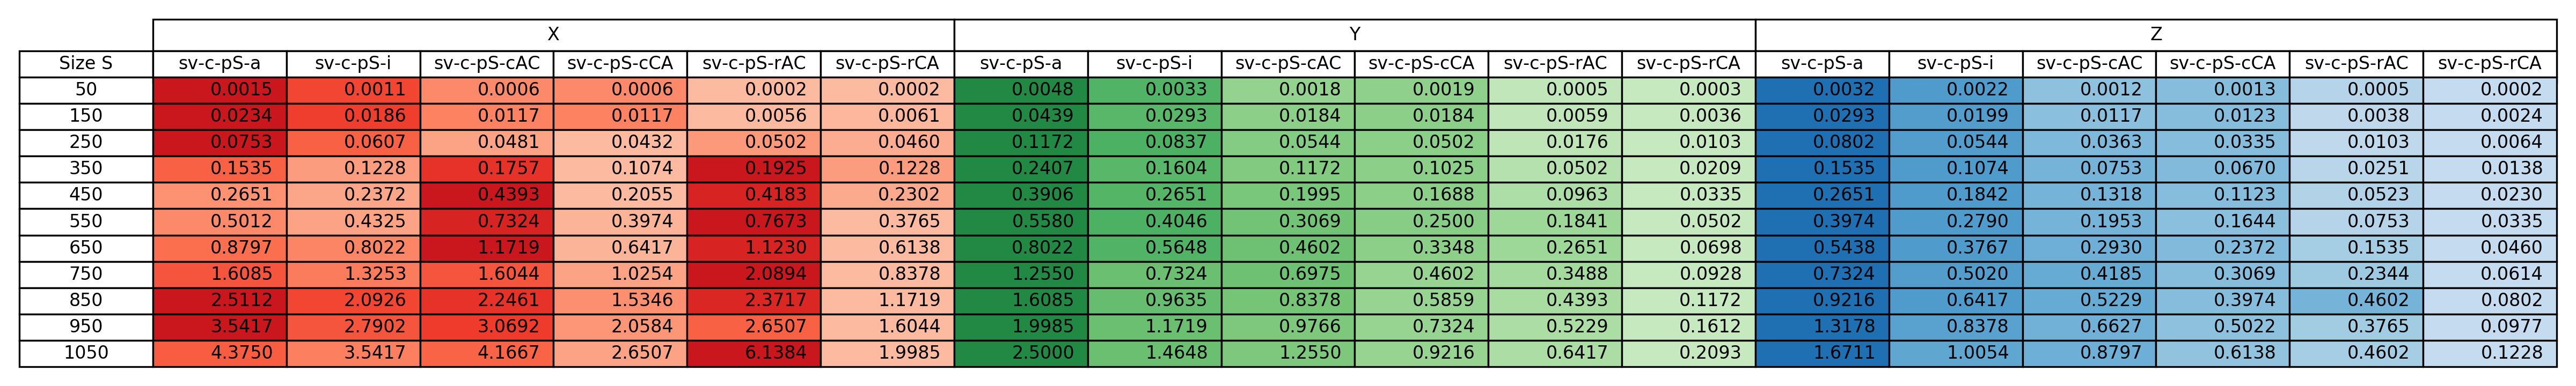 X Y Z
Size S sv-c-pS-a sv-c-pS-i sv-c-pS-cAC sv-c-pS-cCA sv-c-pS-rAC sv-c-pS-rCA sv-c-pS-a sv-c-pS-i sv-c-pS-cAC sv-c-pS-cCA sv-c-pS-rAC sv-c-pS-rCA sv-c-pS-a sv-c-pS-i sv-c-pS-cAC sv-c-pS-cCA sv-c-pS-rAC sv-c-pS-rCA
50 0.0015 0.0011 0.0006 0.0006 0.0002 0.0002 0.0048 0.0033 0.0018 0.0019 0.0005 0.0003 0.0032 0.0022 0.0012 0.0013 0.0005 0.0002
150 0.0234 0.0186 0.0117 0.0117 0.0056 0.0061 0.0439 0.0293 0.0184 0.0184 0.0059 0.0036 0.0293 0.0199 0.0117 0.0123 0.0038 0.0024
250 0.0753 0.0607 0.0481 0.0432 0.0502 0.0460 0.1172 0.0837 0.0544 0.0502 0.0176 0.0103 0.0802 0.0544 0.0363 0.0335 0.0103 0.0064
350 0.1535 0.1228 0.1757 0.1074 0.1925 0.1228 0.2407 0.1604 0.1172 0.1025 0.0502 0.0209 0.1535 0.1074 0.0753 0.0670 0.0251 0.0138
450 0.2651 0.2372 0.4393 0.2055 0.4183 0.2302 0.3906 0.2651 0.1995 0.1688 0.0963 0.0335 0.2651 0.1842 0.1318 0.1123 0.0523 0.0230
550 0.5012 0.4325 0.7324 0.3974 0.7673 0.3765 0.5580 0.4046 0.3069 0.2500 0.1841 0.0502 0.3974 0.2790 0.1953 0.1644 0.0753 0.0335
650 0.8797 0.8022 1.1719 0.6417 1.1230 0.6138 0.8022 0.5648 0.4602 0.3348 0.2651 0.0698 0.5438 0.3767 0.2930 0.2372 0.1535 0.0460
750 1.6085 1.3253 1.6044 1.0254 2.0894 0.8378 1.2550 0.7324 0.6975 0.4602 0.3488 0.0928 0.7324 0.5020 0.4185 0.3069 0.2344 0.0614
850 2.5112 2.0926 2.2461 1.5346 2.3717 1.1719 1.6085 0.9635 0.8378 0.5859 0.4393 0.1172 0.9216 0.6417 0.5229 0.3974 0.4602 0.0802
950 3.5417 2.7902 3.0692 2.0584 2.6507 1.6044 1.9985 1.1719 0.9766 0.7324 0.5229 0.1612 1.3178 0.8378 0.6627 0.5022 0.3765 0.0977
1050 4.3750 3.5417 4.1667 2.6507 6.1384 1.9985 2.5000 1.4648 1.2550 0.9216 0.6417 0.2093 1.6711 1.0054 0.8797 0.6138 0.4602 0.1228